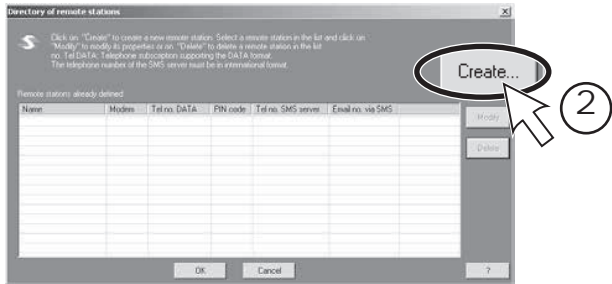 Directory of remote stations
Click on "Create" to create a new remote station. Select a remote station in the list and click on
"Modify" to modify its properties or on "Delete" to delete a remote station in the list
no. Tel DATA: Telephone subscription supporting the DATA format.
The telephone number of the SMS server must be in international format.
Create...
2
Remote stations already defined
Name Modem Tel no. DATA PIN code Tel no. SMS server Email no. via SMS
Modify
Delete
OK Cancel ?